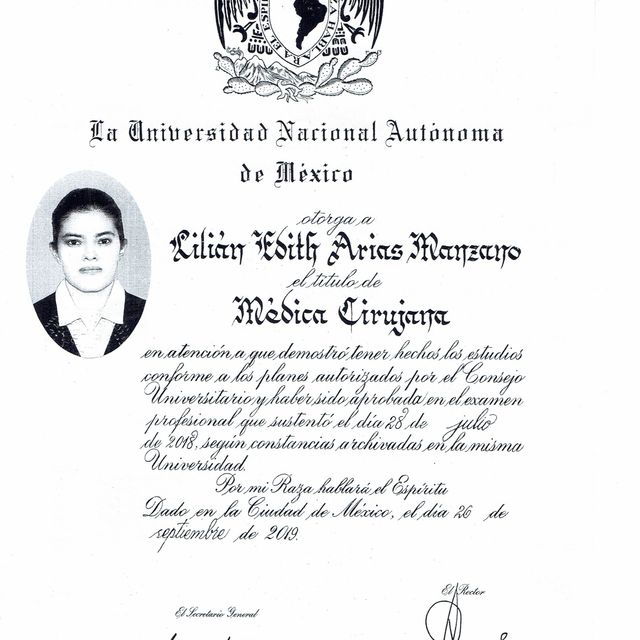 EL ESPI
A HABLARA EL
La Universidad Nacional Autónoma
de México
otorga a
Lilián Edith Arias Manzano
el título de
Médica Cirujana
en atención a que demostró tener hechos los estudios
conforme a los planes autorizados por el Consejo
Universitario y haber sido aprobada en el examen
profesional que sustentó el día 28 de julio
de 2018, según constancias archivadas en la misma
Universidad.
Por mi Raza hablará el Espíritu
Dado en la Ciudad de México, el día 26 de
septiembre de 2019.
El Rector
El Secretario General